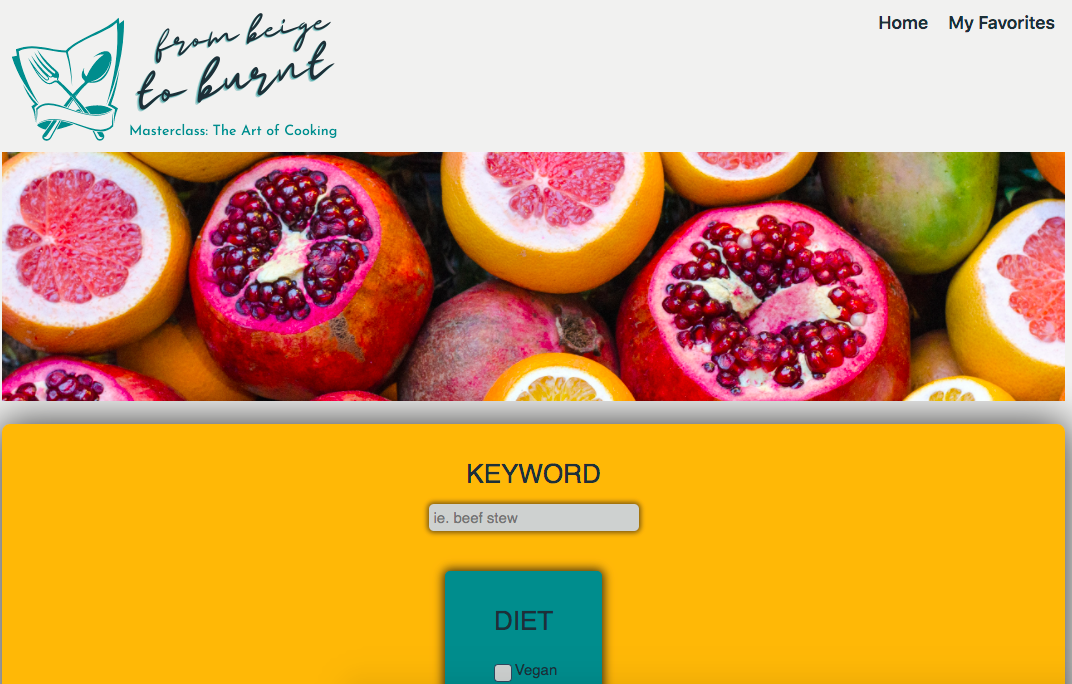 Home My Favorites
from beige
to burnt
Masterclass: The Art of Cooking
KEYWORD
ie. beef stew
DIET
Vegan